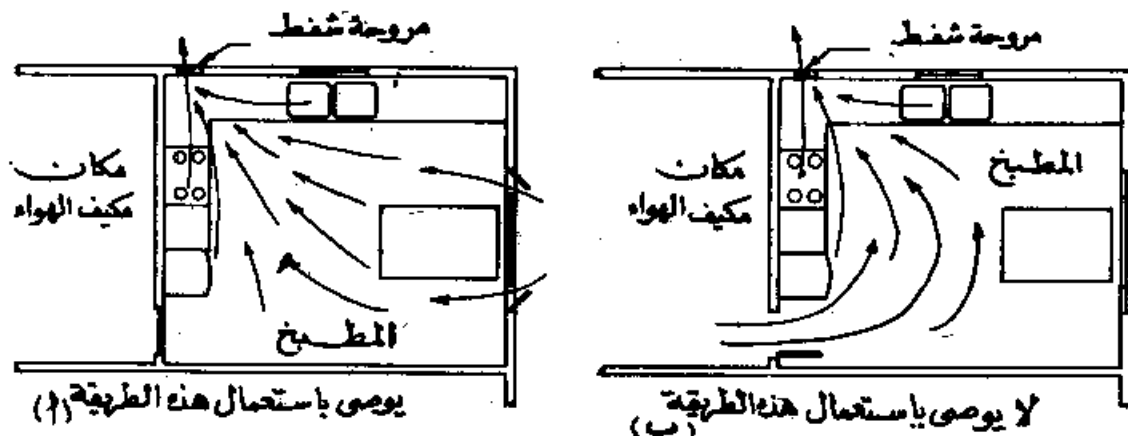 مروحة شفط
مكان
مكيف الهواء
المطبخ
يوصى باستعمال هذه الطريقة (أ)
مروحة شفط
المطبخ
مكان
مكيف الهواء
لا يوصى باستعمال هذه الطريقة (ب)